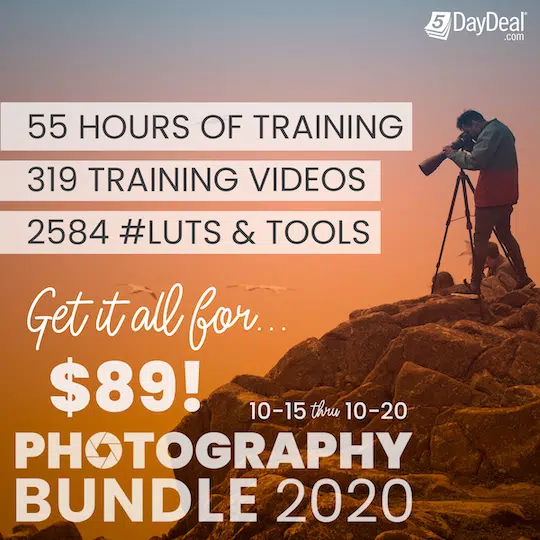 5DayDeal
.com
55 HOURS OF TRAINING
319 TRAINING VIDEOS
2584 #LUTS & TOOLS
Get it all for...
$89!
10-15 thru 10-20
PHOTOGRAPHY
BUNDLE 2020